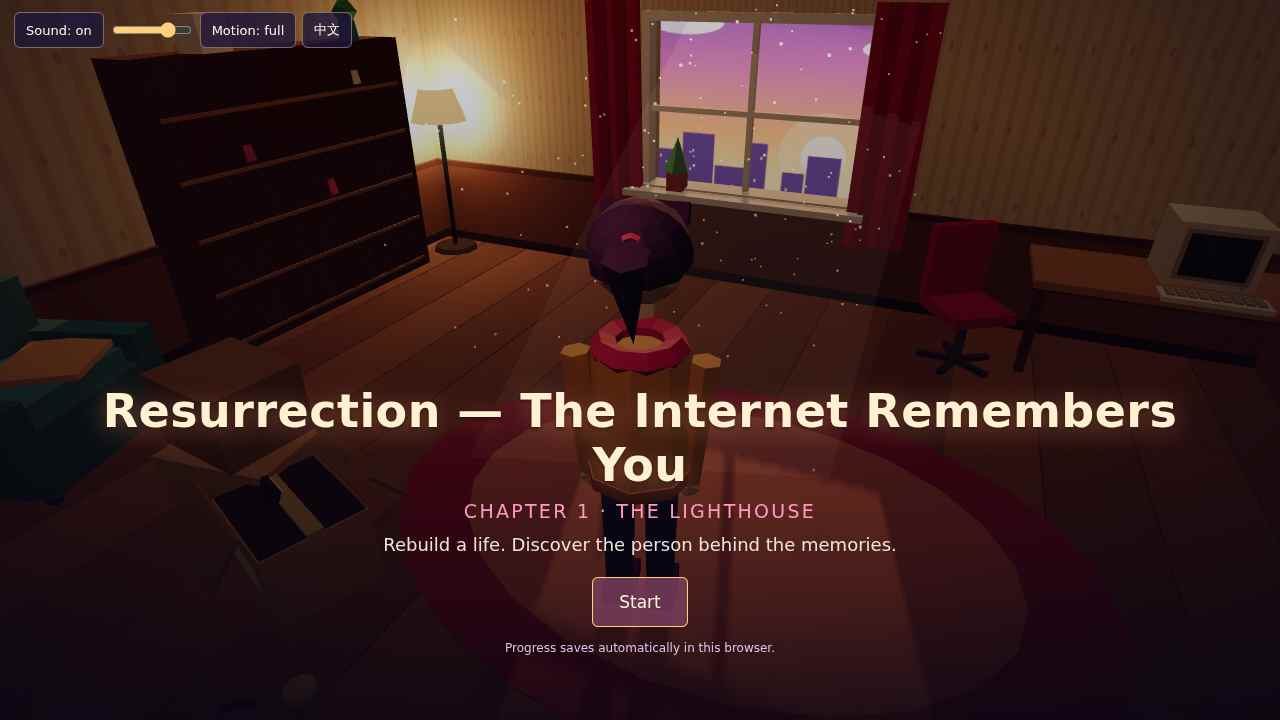 Sound: on
Motion: full
中文
Resurrection — The Internet Remembers
You
CHAPTER 1 · THE LIGHTHOUSE
Rebuild a life. Discover the person behind the memories.
Start
Progress saves automatically in this browser.